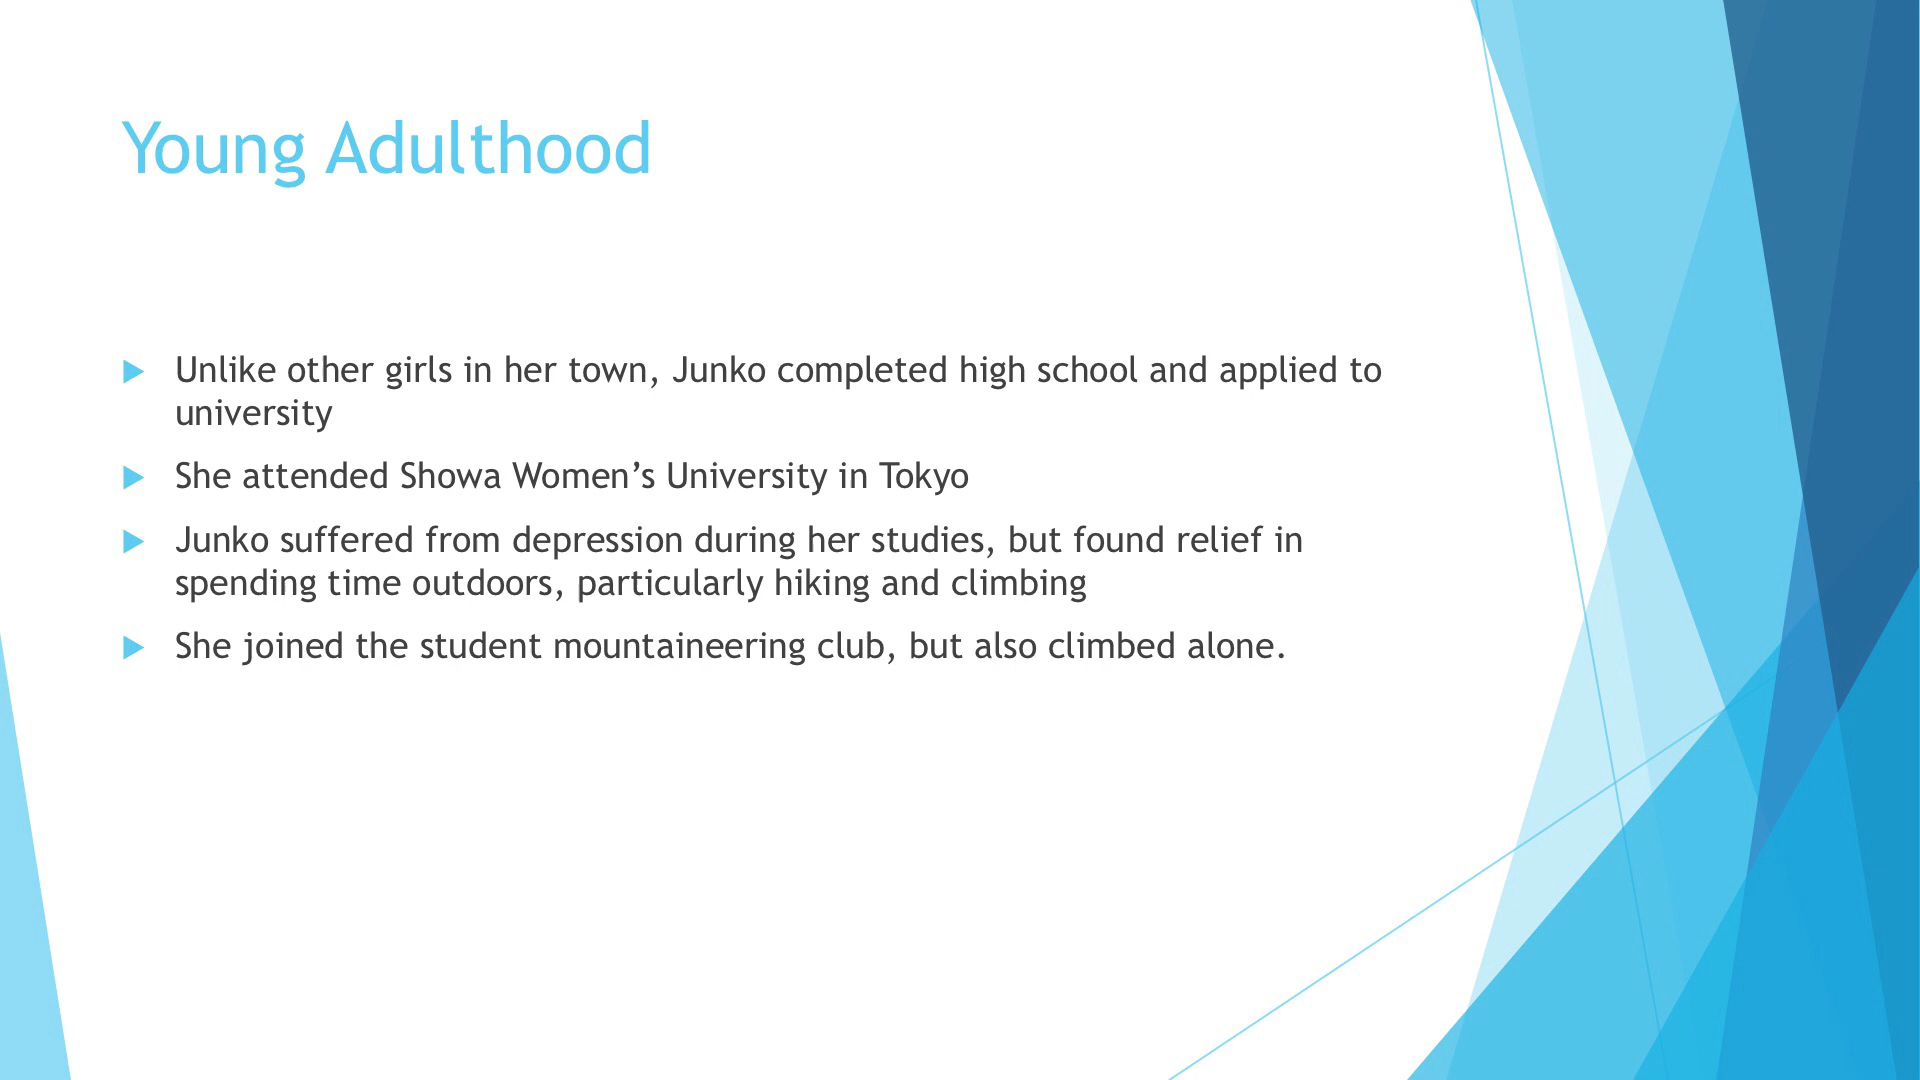 Young Adulthood
Unlike other girls in her town, Junko completed high school and applied to
university
She attended Showa Women’s University in Tokyo
Junko suffered from depression during her studies, but found relief in
spending time outdoors, particularly hiking and climbing
She joined the student mountaineering club, but also climbed alone.